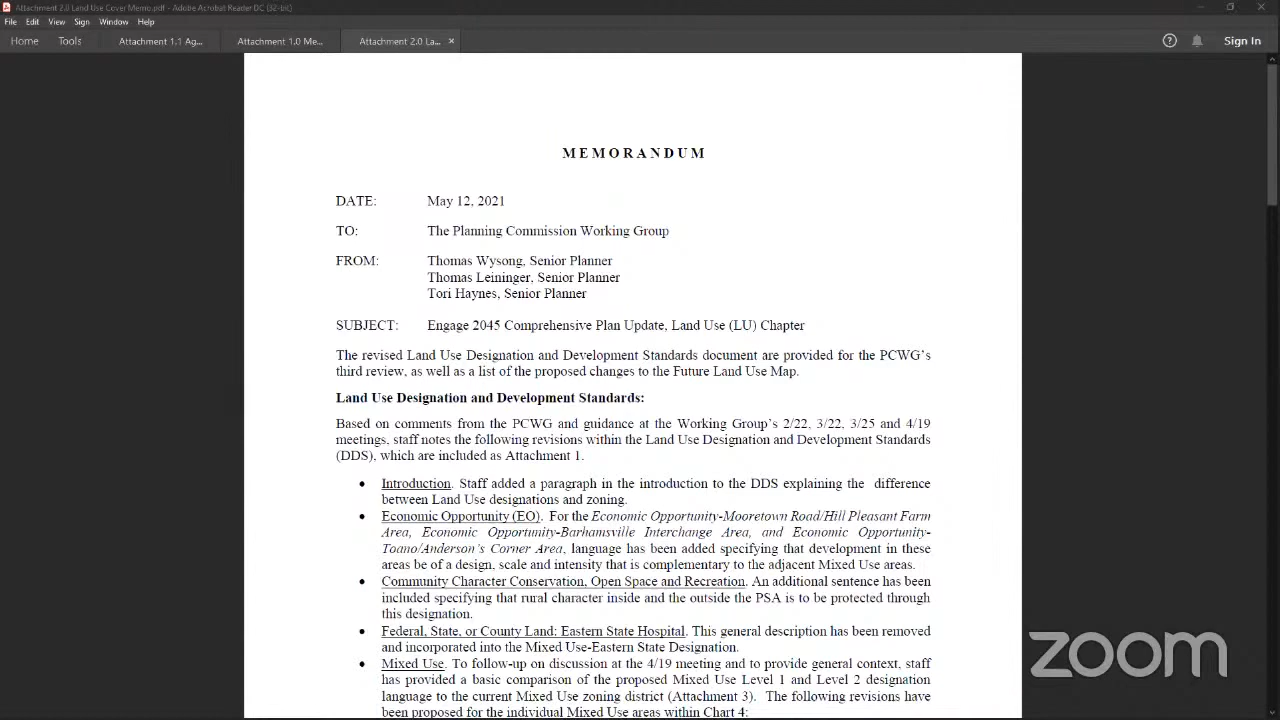 Attachment 2.0 Land Use Cover Memo.pdf - Adobe Acrobat Reader DC (32-bit)
File Edit View Sign Window Help
Home Tools Attachment 1.1 Ag... Attachment 1.0 Me... Attachment 2.0 La... × Sign In
MEMORANDUM
DATE: May 12, 2021
TO: The Planning Commission Working Group
FROM: Thomas Wysong, Senior Planner
Thomas Leininger, Senior Planner
Tori Haynes, Senior Planner
SUBJECT: Engage 2045 Comprehensive Plan Update, Land Use (LU) Chapter
The revised Land Use Designation and Development Standards document are provided for the PCWG's
third review, as well as a list of the proposed changes to the Future Land Use Map.
Land Use Designation and Development Standards:
Based on comments from the PCWG and guidance at the Working Group's 2/22, 3/22, 3/25 and 4/19
meetings, staff notes the following revisions within the Land Use Designation and Development Standards
(DDS), which are included as Attachment 1.
• Introduction. Staff added a paragraph in the introduction to the DDS explaining the difference
between Land Use designations and zoning.
• Economic Opportunity (EO). For the Economic Opportunity-Mooretown Road/Hill Pleasant Farm
Area, Economic Opportunity-Barhamsville Interchange Area, and Economic Opportunity-
Toano/Anderson's Corner Area, language has been added specifying that development in these
areas be of a design, scale and intensity that is complementary to the adjacent Mixed Use areas.
• Community Character Conservation, Open Space and Recreation. An additional sentence has been
included specifying that rural character inside and the outside the PSA is to be protected through
this designation.
• Federal, State, or County Land: Eastern State Hospital. This general description has been removed
and incorporated into the Mixed Use-Eastern State Designation.
• Mixed Use. To follow-up on discussion at the 4/19 meeting and to provide general context, staff
has provided a basic comparison of the proposed Mixed Use Level 1 and Level 2 designation
language to the current Mixed Use zoning district (Attachment 3). The following revisions have
been proposed for the individual Mixed Use areas within Chart 4:
zoom